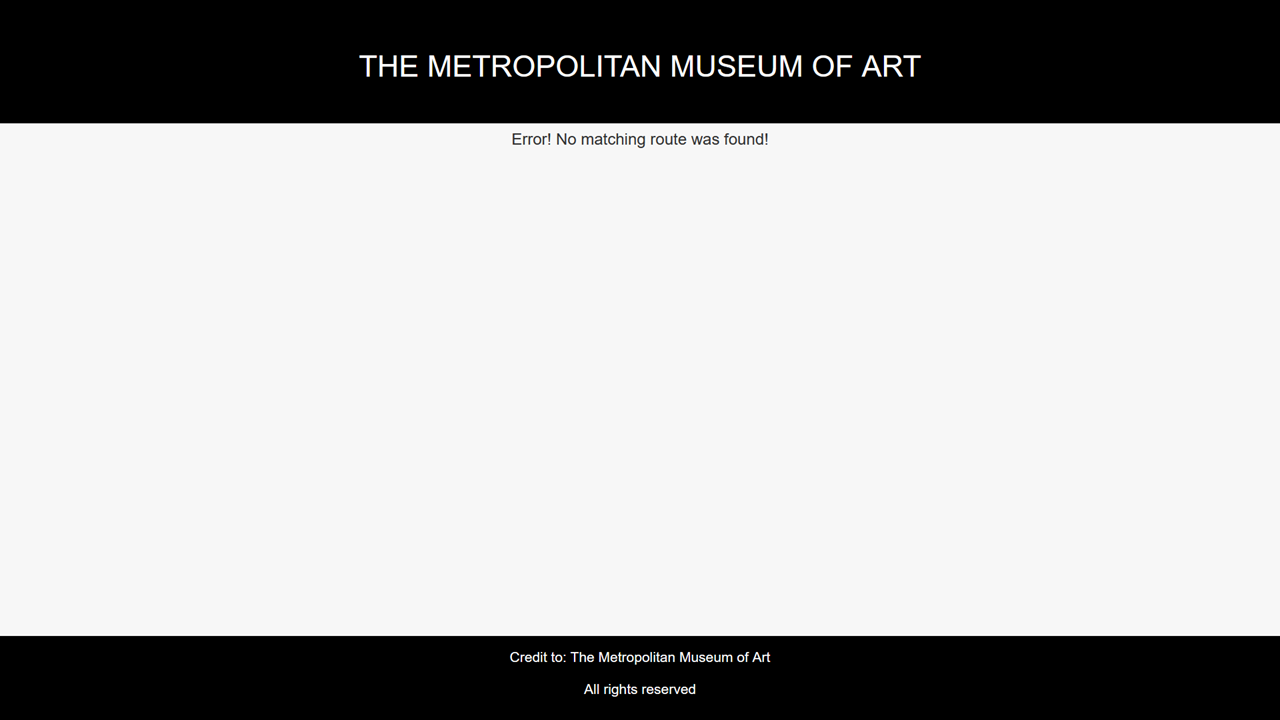 THE METROPOLITAN MUSEUM OF ART
Error! No matching route was found!
Credit to: The Metropolitan Museum of Art
All rights reserved